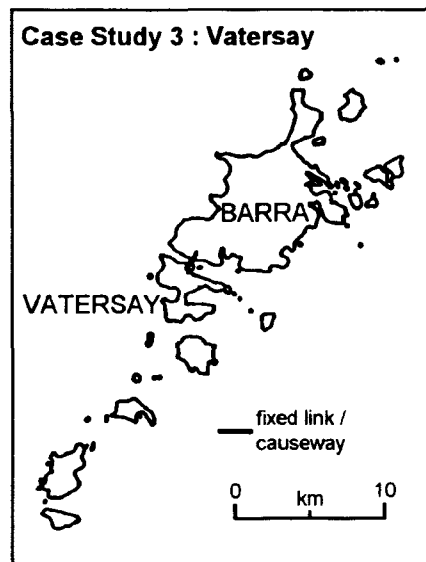 Case Study 3 : Vatersay
BARRA
VATERSAY
fixed link /
causeway
0 10
km